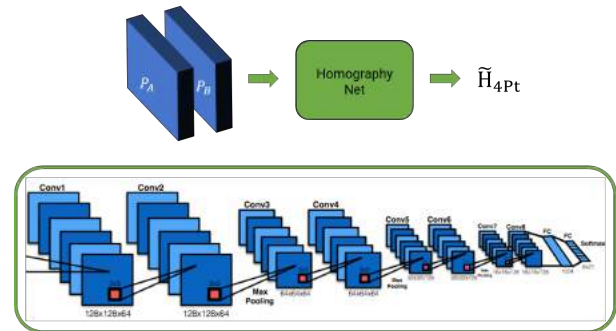 P_A P_B
Homography
Net
H̃_4Pt
Conv1 Conv2
Conv3 Conv4
Conv5 Conv6
Conv7 Conv8
FC FC
Softmax
Max
Pooling
Max
Pooling
128x128x64 128x128x64
64x64x64 64x64x64
1024